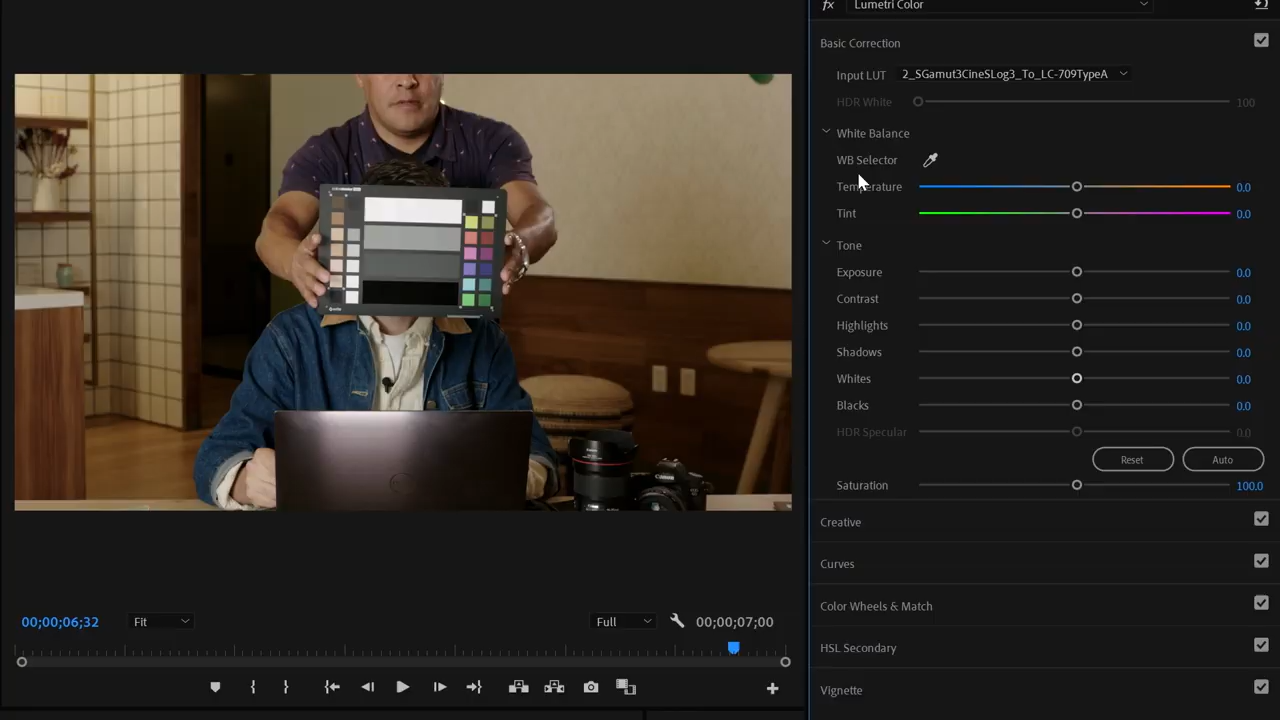 fx Lumetri Color
Basic Correction
Input LUT 2_SGamut3CineSLog3_To_LC-709TypeA
HDR White 100
White Balance
WB Selector
Temperature 0.0
Tint 0.0
Tone
Exposure 0.0
Contrast 0.0
Highlights 0.0
Shadows 0.0
Whites 0.0
Blacks 0.0
HDR Specular 0.0
Reset Auto
Saturation 100.0
Creative
Curves
Color Wheels & Match
HSL Secondary
Vignette
Canon
00;00;06;32 Fit Full 00;00;07;00